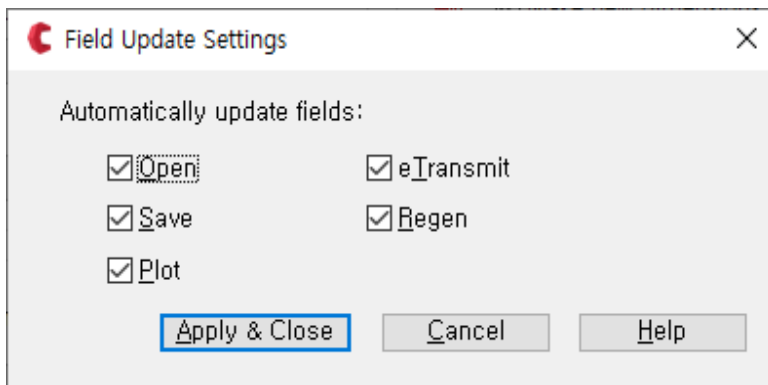 Field Update Settings
Automatically update fields:
Open
eTransmit
Save
Regen
Plot
Apply & Close
Cancel
Help